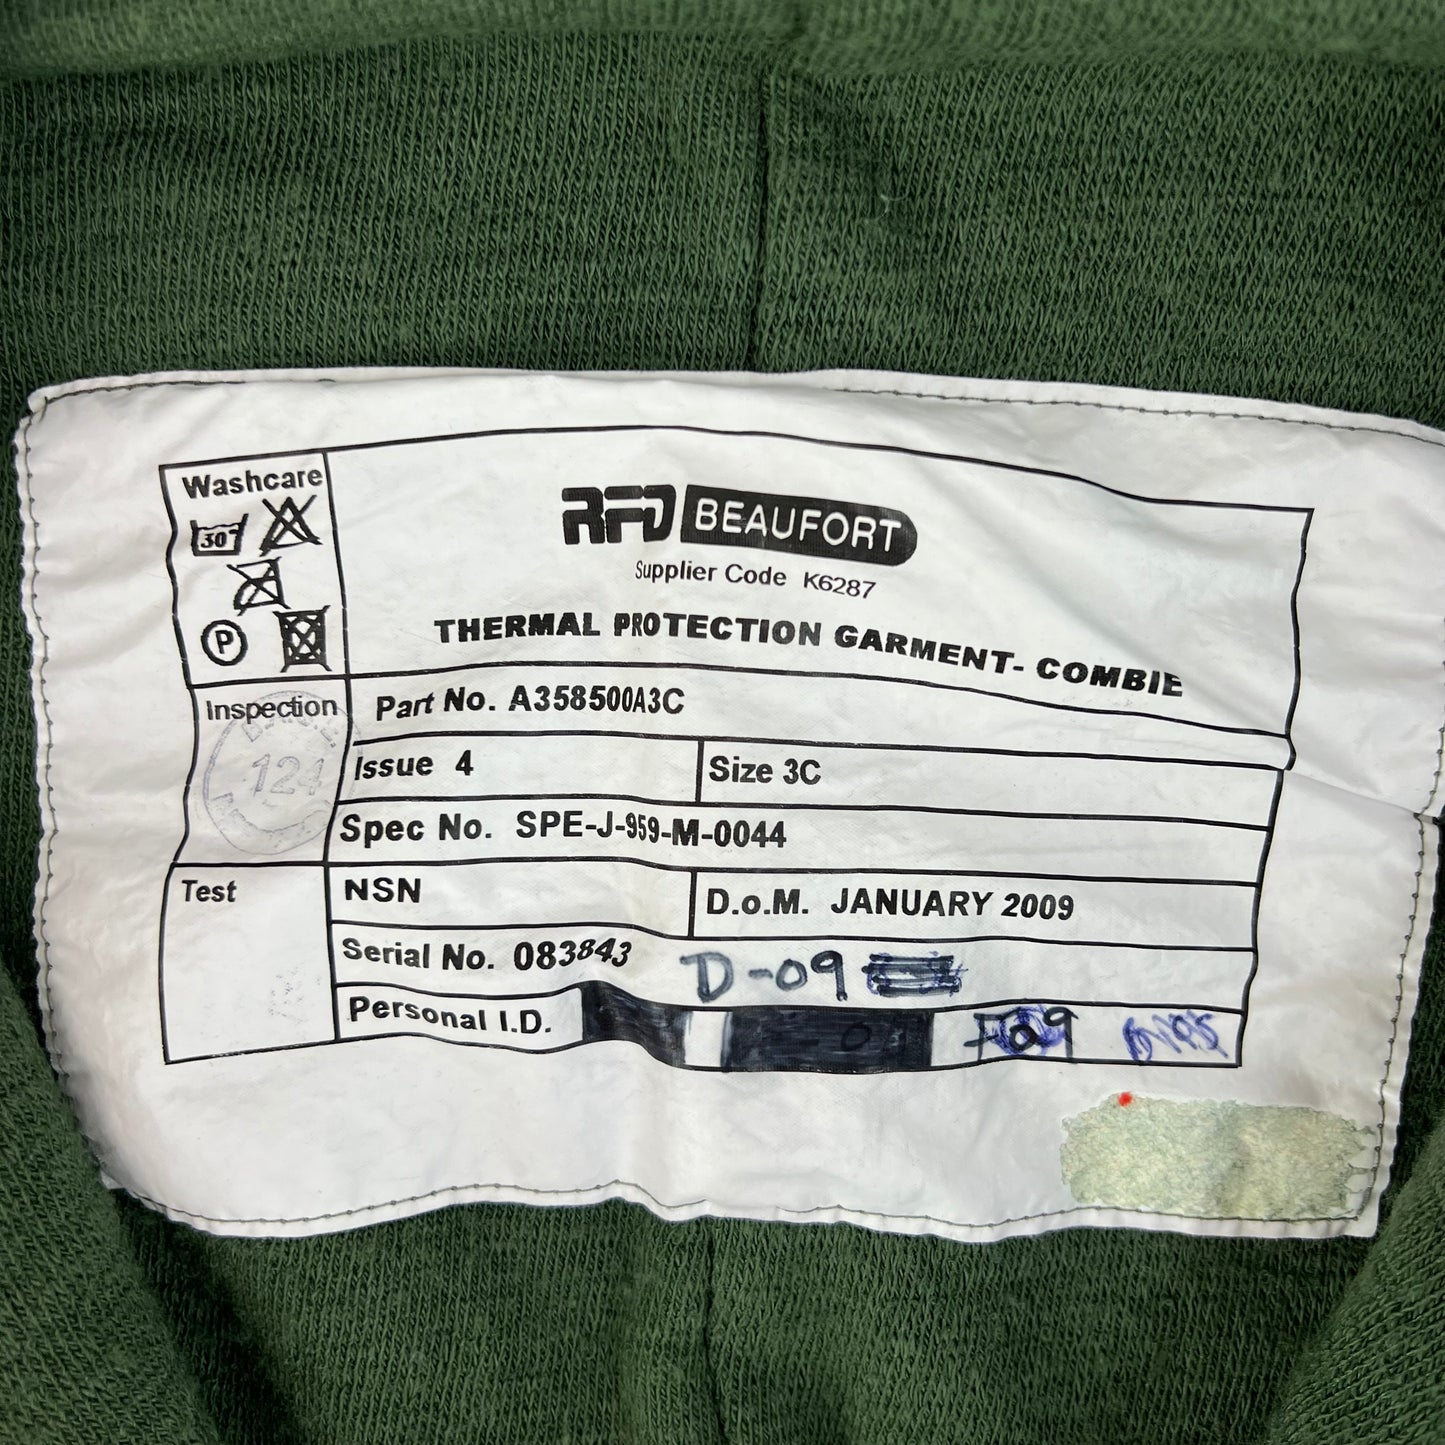 Washcare
30°
P
RFD BEAUFORT
Supplier Code K6287
THERMAL PROTECTION GARMENT- COMBIE
Inspection
124
Part No. A358500A3C
Issue 4
Size 3C
Spec No. SPE-J-959-M-0044
Test
NSN
D.o.M. JANUARY 2009
Serial No. 083843
D-09
Personal I.D.